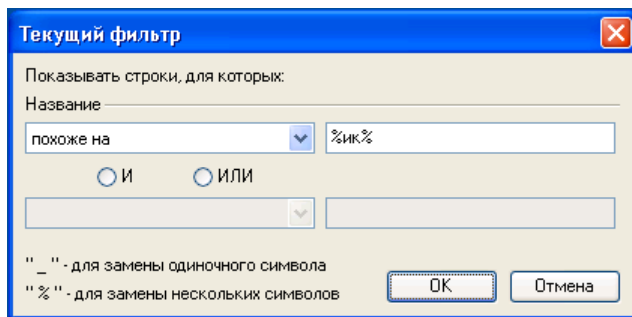 Текущий фильтр
Показывать строки, для которых:
Название
похоже на %ик%
И ИЛИ
" _ " - для замены одиночного символа
" % " - для замены нескольких символов
OK Отмена